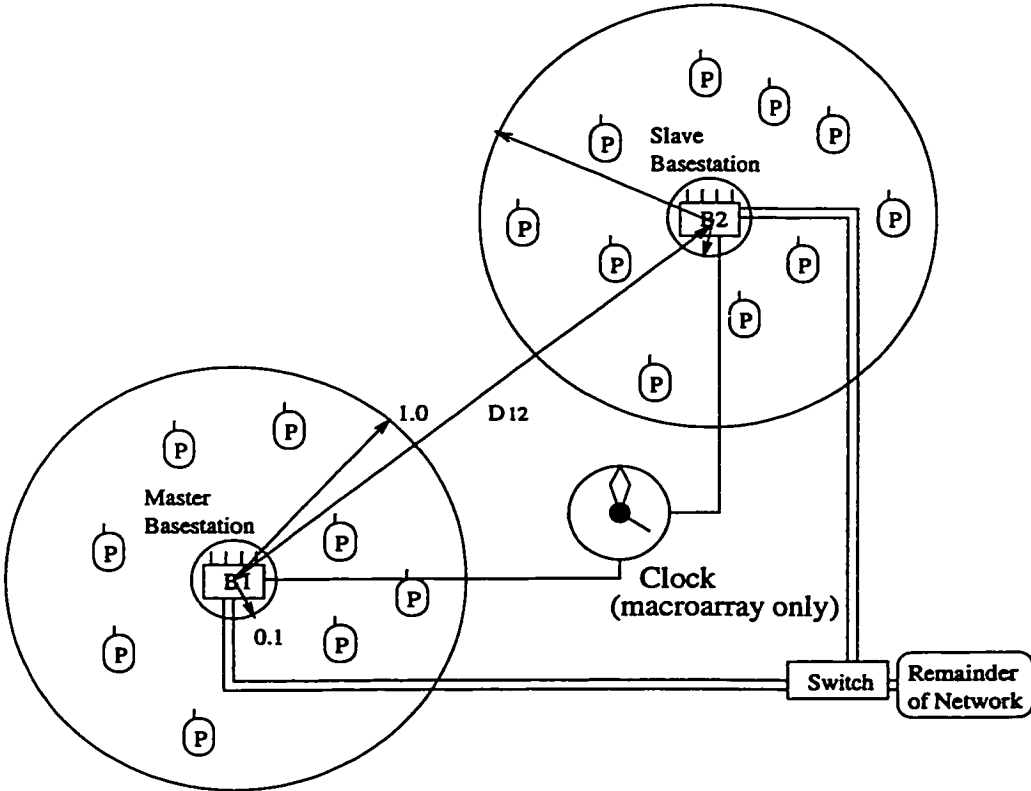 P
P
P
P
Slave
Basestation
P
P
B2
P
P
P
P
1.0
D12
P
P
Master
Basestation
P
P
B1
P
Clock
(macroarray only)
0.1
P
P
Switch
Remainder
of Network
P